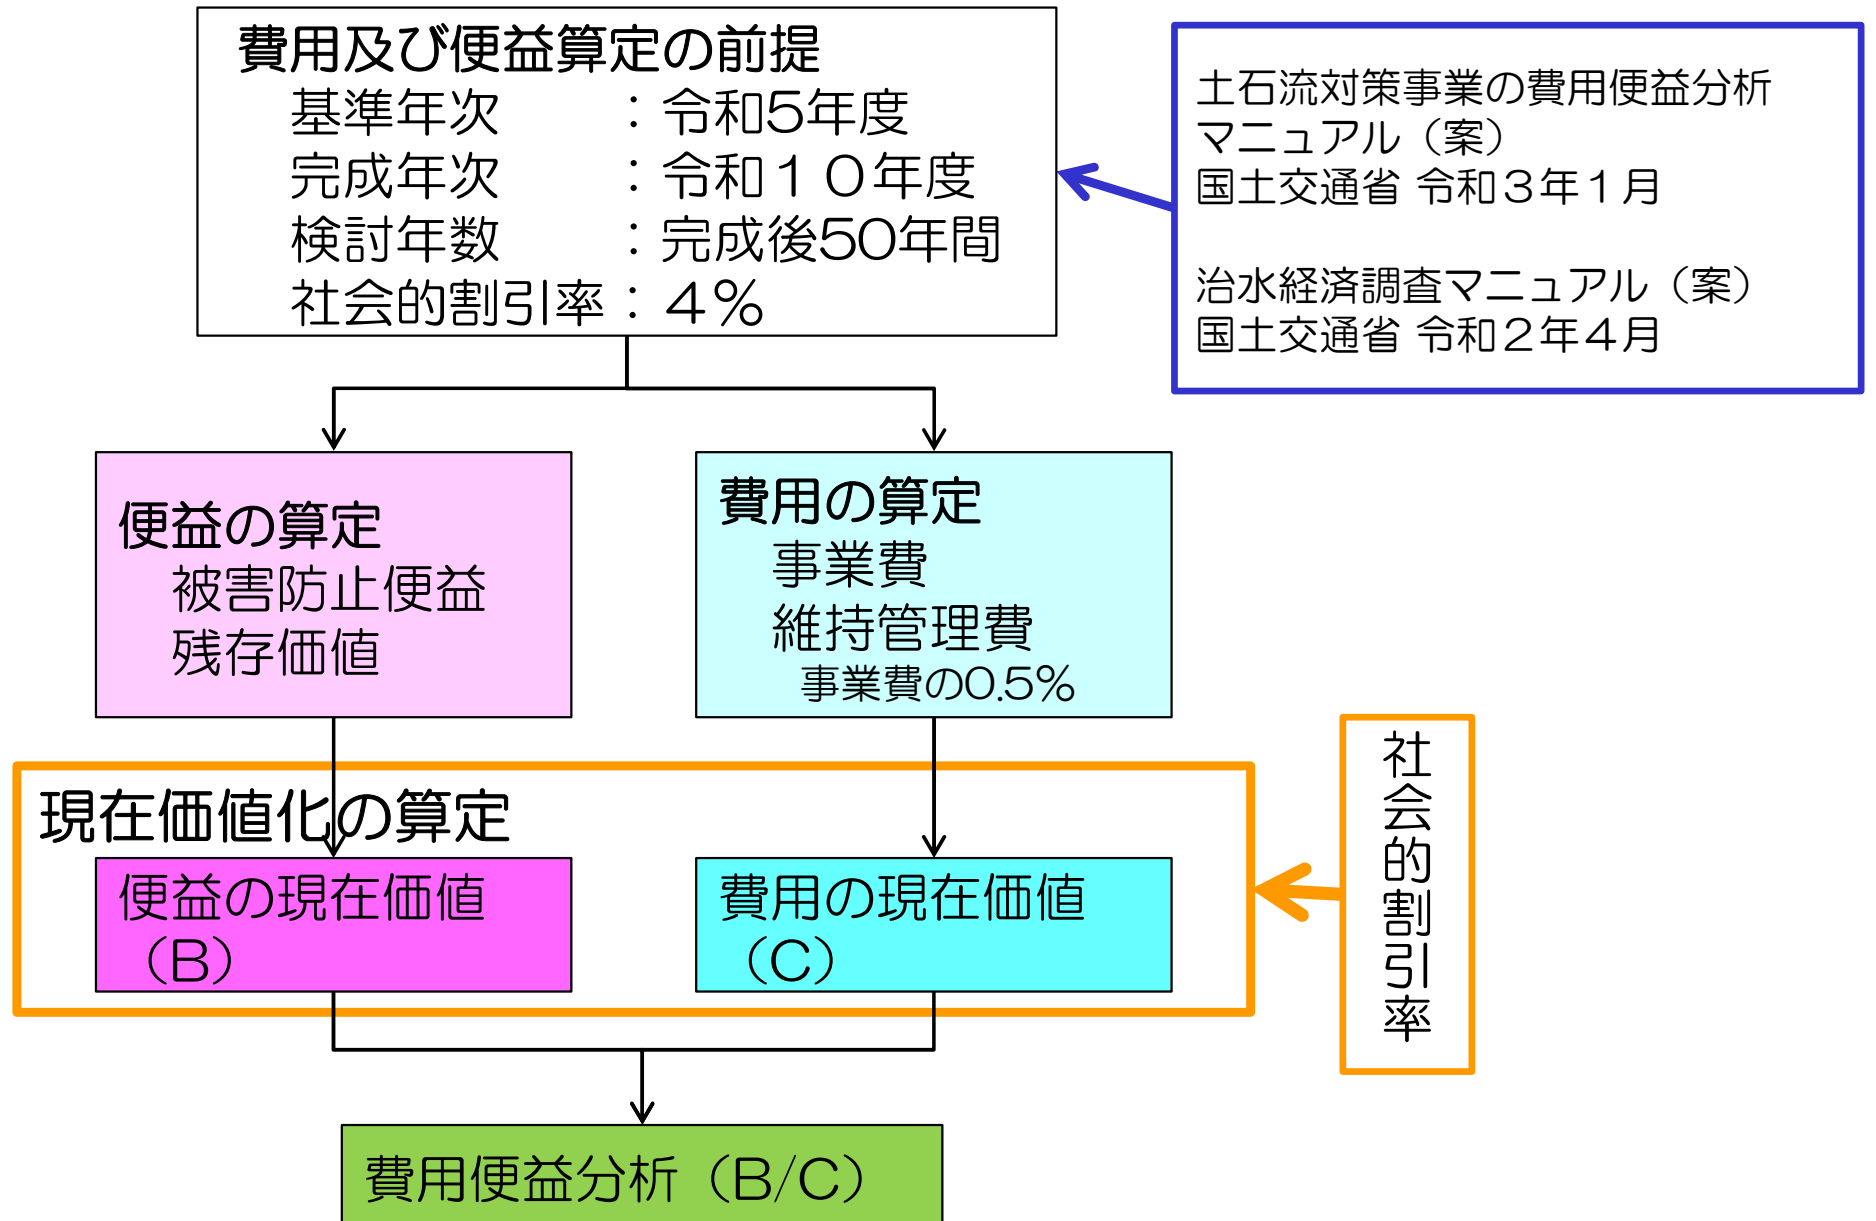 費用及び便益算定の前提
基準年次　　：令和5年度
完成年次　　：令和１０年度
検討年数　　：完成後50年間
社会的割引率：４％
土石流対策事業の費用便益分析
マニュアル（案）
国土交通省 令和３年１月
治水経済調査マニュアル（案）
国土交通省 令和２年４月
便益の算定
被害防止便益
残存価値
費用の算定
事業費
維持管理費
事業費の0.5％
現在価値化の算定
便益の現在価値
（B）
費用の現在価値
（C）
社会的割引率
費用便益分析（B/C）